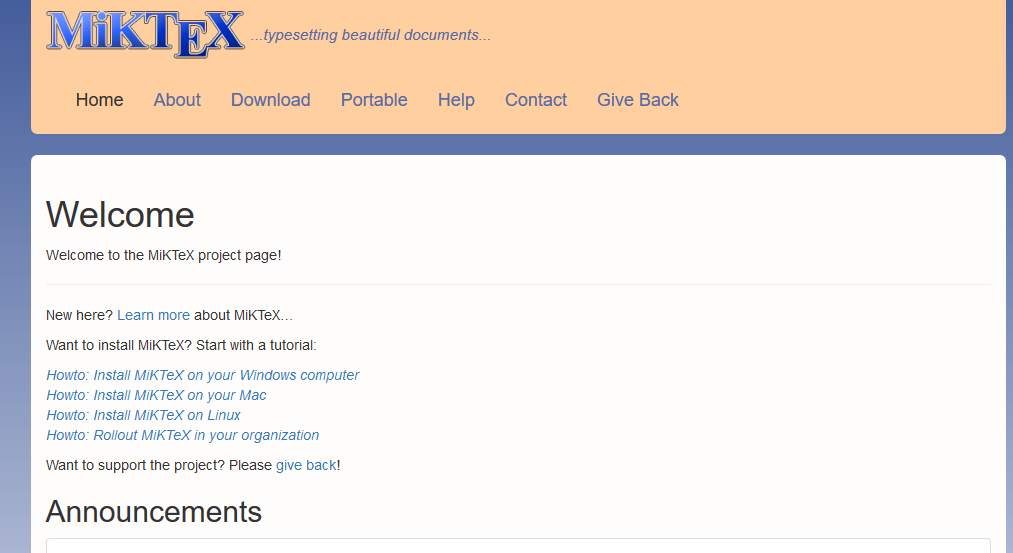 MiKTeX ...typesetting beautiful documents...
Home About Download Portable Help Contact Give Back
Welcome
Welcome to the MiKTeX project page!
New here? Learn more about MiKTeX…
Want to install MiKTeX? Start with a tutorial:
Howto: Install MiKTeX on your Windows computer
Howto: Install MiKTeX on your Mac
Howto: Install MiKTeX on Linux
Howto: Rollout MiKTeX in your organization
Want to support the project? Please give back!
Announcements